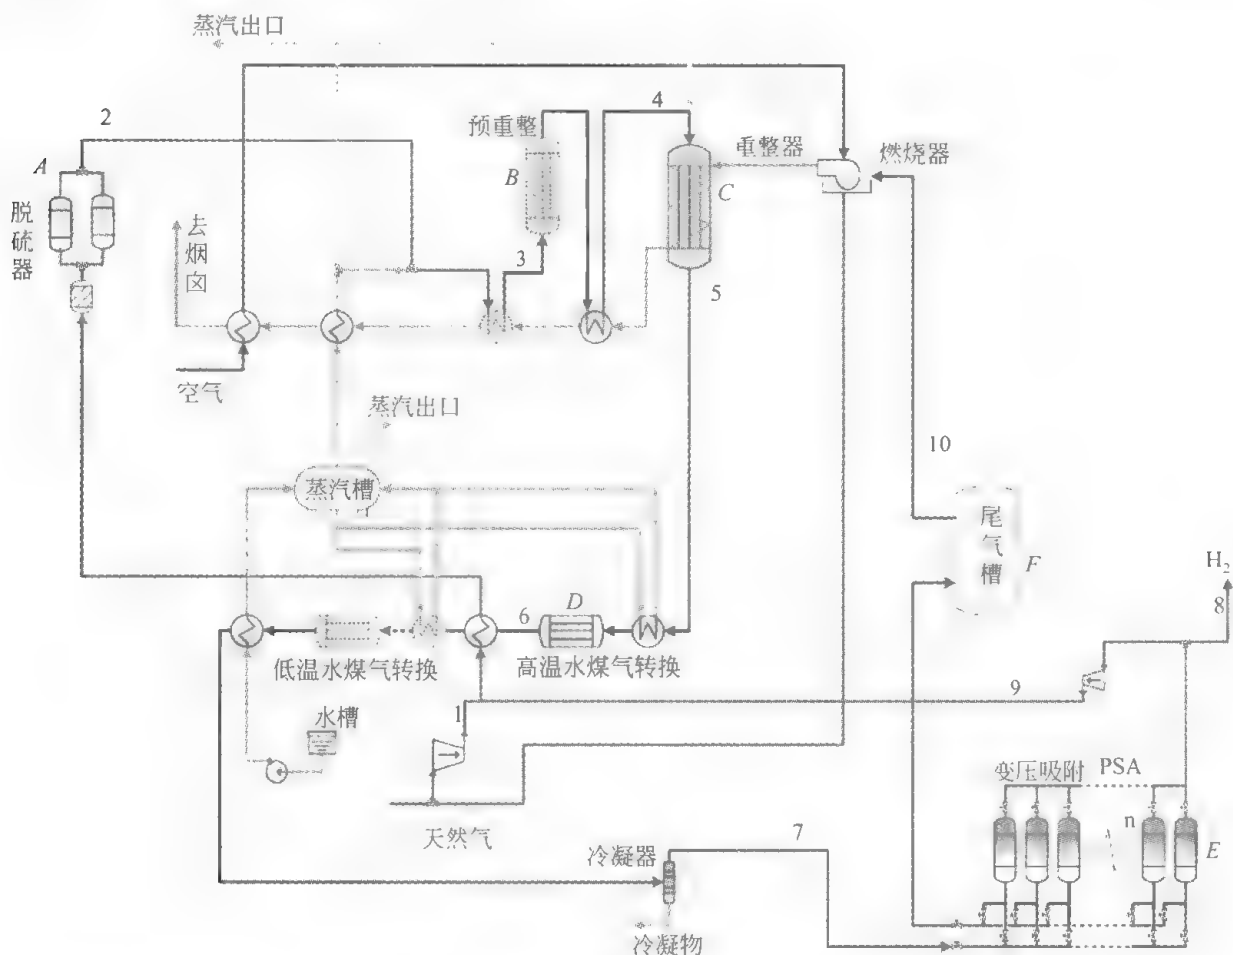 蒸汽出口
2
4
预重整
重整器
燃烧器
A
B
C
脱硫器
去烟囱
3
5
空气
蒸汽出口
10
蒸汽槽
尾气槽
F
H₂
8
D
6
低温水煤气转换
高温水煤气转换
9
水槽
1
变压吸附 PSA
天然气
n
E
7
冷凝器
冷凝物